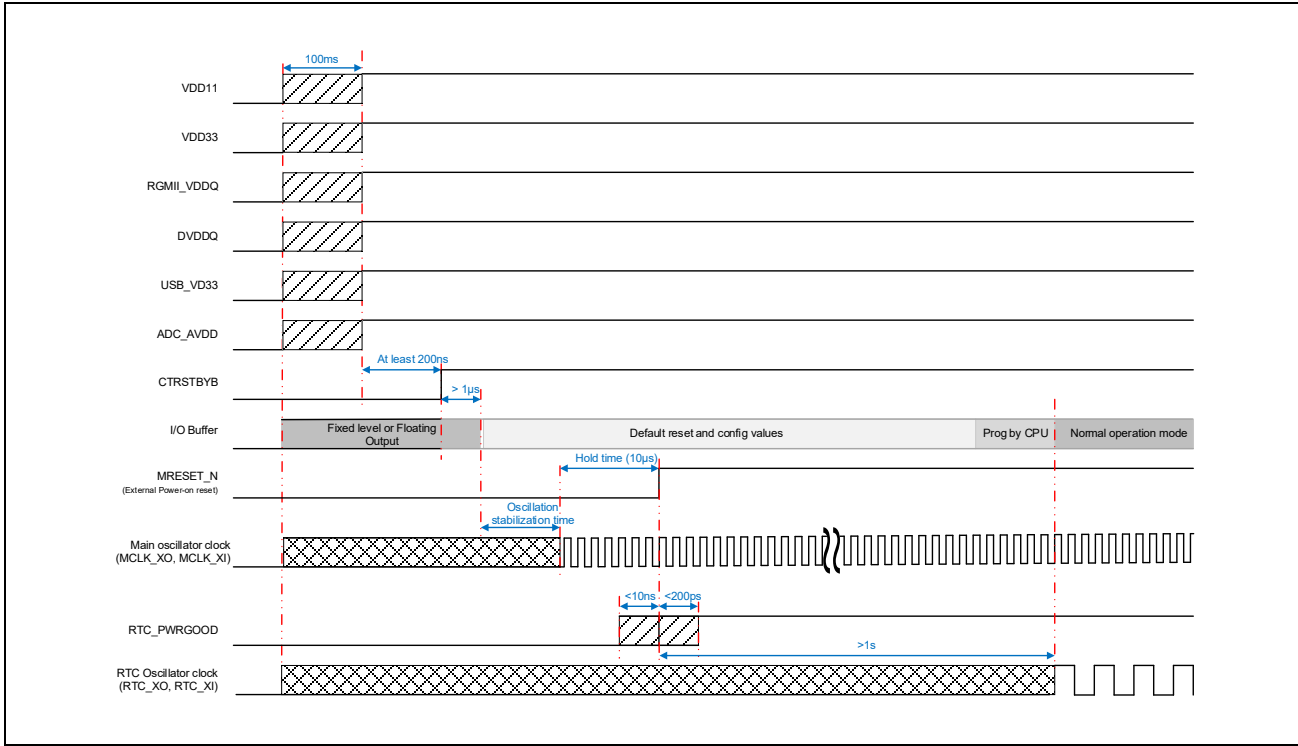 100ms
VDD11
VDD33
RGMII_VDDQ
DVDDQ
USB_VD33
ADC_AVDD
At least 200ns
CTRSTBYB
> 1µs
I/O Buffer
Fixed level or Floating
Output
Default reset and config values
Prog by CPU
Normal operation mode
Hold time (10µs)
MRESET_N
(External Power-on reset)
Oscillation
stabilization time
Main oscillator clock
(MCLK_XO, MCLK_XI)
<10ns
<200ps
RTC_PWRGOOD
>1s
RTC Oscillator clock
(RTC_XO, RTC_XI)